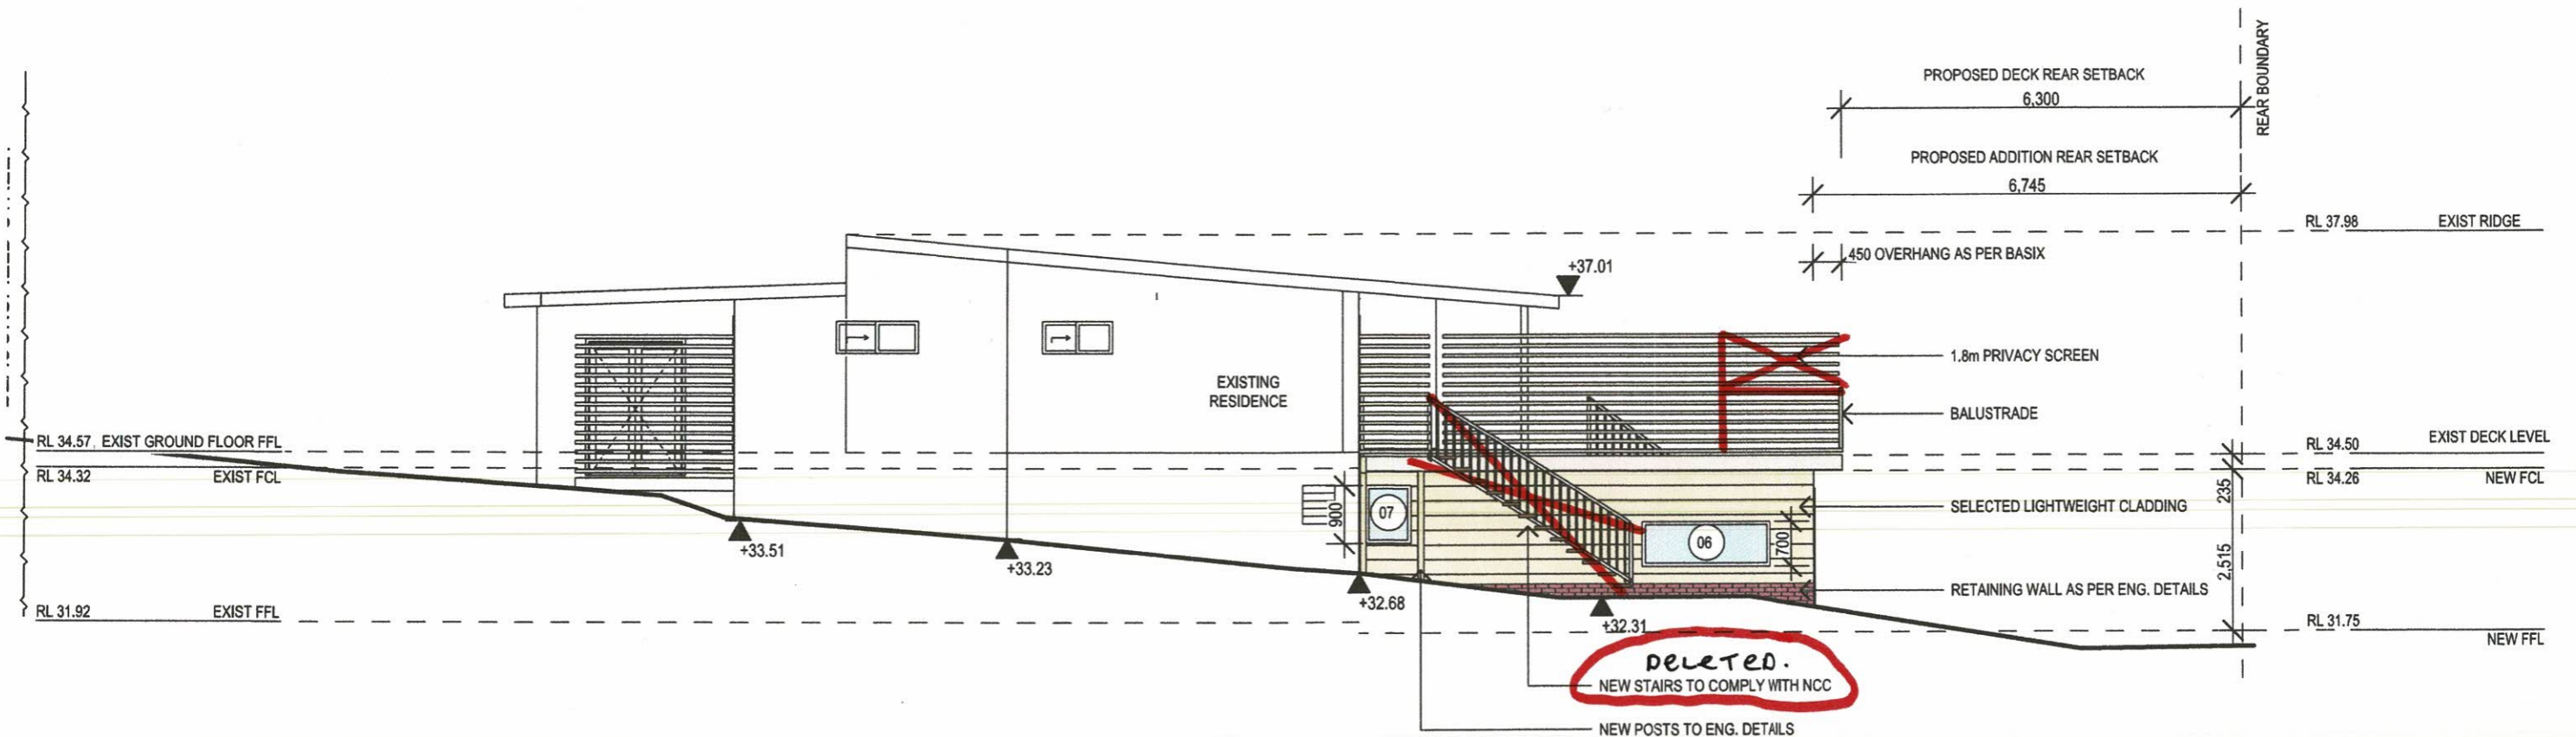 REAR BOUNDARY
PROPOSED DECK REAR SETBACK
6,300
PROPOSED ADDITION REAR SETBACK
6,745
RL 37.98 EXIST RIDGE
450 OVERHANG AS PER BASIX
+37.01
1.8m PRIVACY SCREEN
EXISTING
RESIDENCE
BALUSTRADE
RL 34.57 EXIST GROUND FLOOR FFL
RL 34.50 EXIST DECK LEVEL
RL 34.32 EXIST FCL
RL 34.26 NEW FCL
235
SELECTED LIGHTWEIGHT CLADDING
900
07
06
700
+33.51
+33.23
2,515
RETAINING WALL AS PER ENG. DETAILS
+32.68
RL 31.92 EXIST FFL
+32.31
RL 31.75
NEW FFL
DELETED.
NEW STAIRS TO COMPLY WITH NCC
NEW POSTS TO ENG. DETAILS